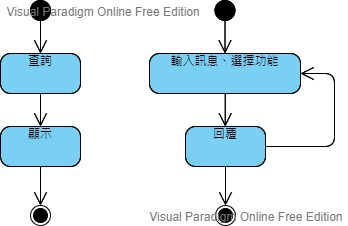 Visual Paradigm Online Free Edition
查詢
輸入訊息、選擇功能
顯示
回覆
Visual Paradigm Online Free Edition